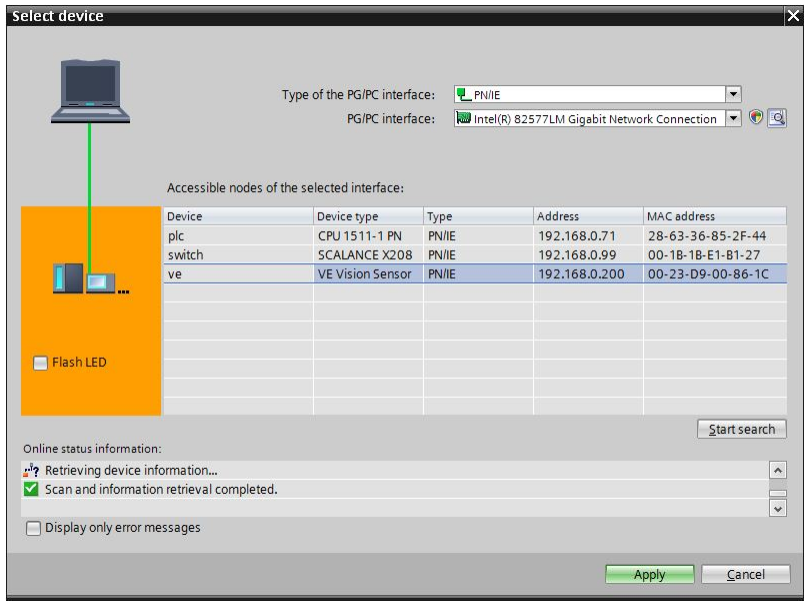 Select device
Type of the PG/PC interface: PN/IE
PG/PC interface: Intel(R) 82577LM Gigabit Network Connection
Accessible nodes of the selected interface:
Device Device type Type Address MAC address
plc CPU 1511-1 PN PN/IE 192.168.0.71 28-63-36-85-2F-44
switch SCALANCE X208 PN/IE 192.168.0.99 00-1B-1B-E1-B1-27
ve VE Vision Sensor PN/IE 192.168.0.200 00-23-D9-00-86-1C
Flash LED
Start search
Online status information:
Retrieving device information...
Scan and information retrieval completed.
Display only error messages
Apply Cancel